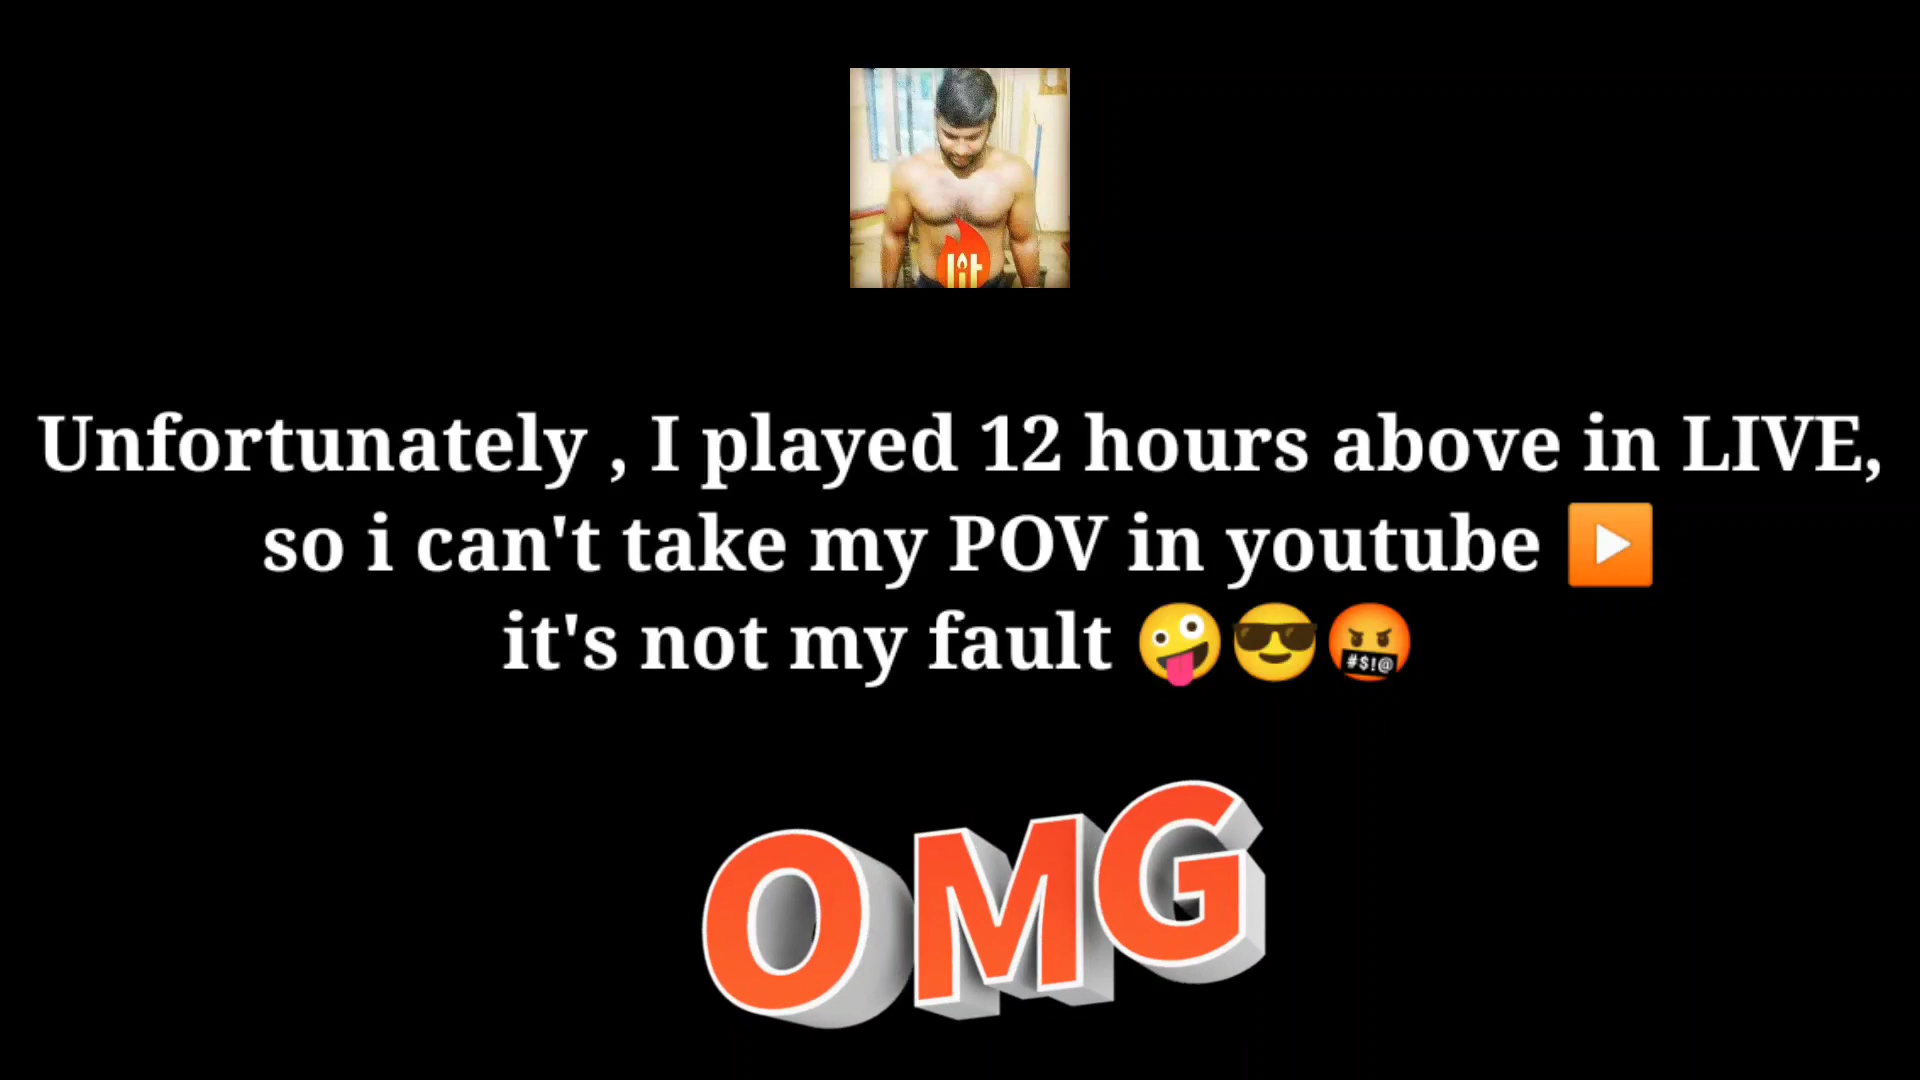 lit
Unfortunately , I played 12 hours above in LIVE,
so i can't take my POV in youtube ▶️
it's not my fault 🤪😎🤬
OMG